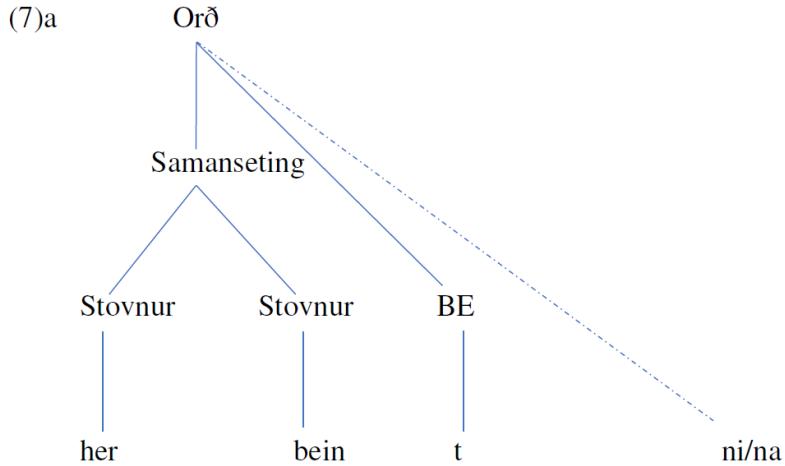 (7)a Orð
Samanseting
Stovnur Stovnur BE
her bein t ni/na